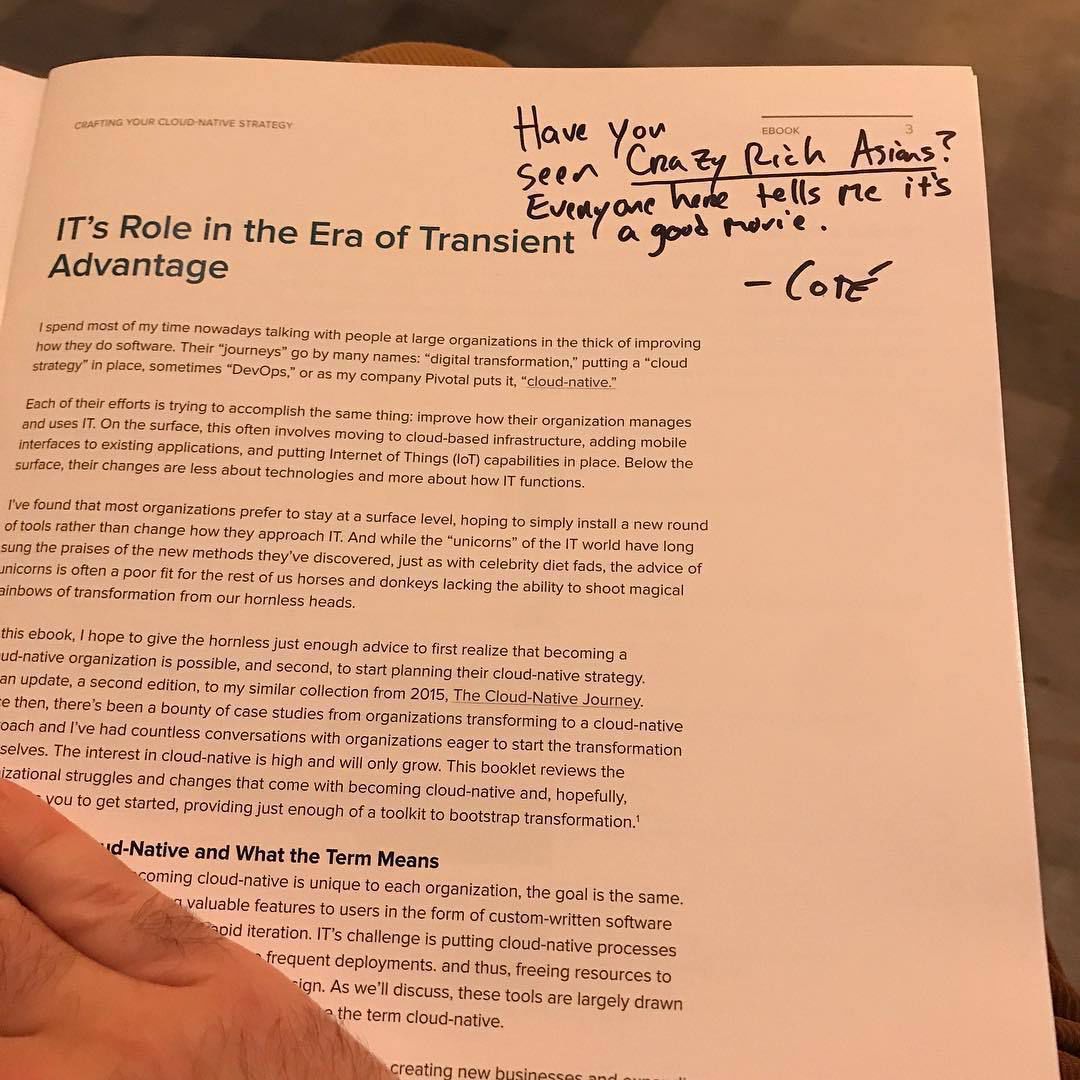 CRAFTING YOUR CLOUD-NATIVE STRATEGY
EBOOK 3
Have you
seen Crazy Rich Asians?
Everyone here tells me it's
a good movie.
- COTÉ
IT's Role in the Era of Transient
Advantage
I spend most of my time nowadays talking with people at large organizations in the thick of improving
how they do software. Their “journeys” go by many names: “digital transformation,” putting a “cloud
strategy” in place, sometimes “DevOps,” or as my company Pivotal puts it, “cloud-native.”
Each of their efforts is trying to accomplish the same thing: improve how their organization manages
and uses IT. On the surface, this often involves moving to cloud-based infrastructure, adding mobile
interfaces to existing applications, and putting Internet of Things (IoT) capabilities in place. Below the
surface, their changes are less about technologies and more about how IT functions.
I've found that most organizations prefer to stay at a surface level, hoping to simply install a new round
of tools rather than change how they approach IT. And while the “unicorns” of the IT world have long
sung the praises of the new methods they've discovered, just as with celebrity diet fads, the advice of
unicorns is often a poor fit for the rest of us horses and donkeys lacking the ability to shoot magical
ainbows of transformation from our hornless heads.
this ebook, I hope to give the hornless just enough advice to first realize that becoming a
ud-native organization is possible, and second, to start planning their cloud-native strategy.
an update, a second edition, to my similar collection from 2015, The Cloud-Native Journey.
e then, there's been a bounty of case studies from organizations transforming to a cloud-native
oach and I've had countless conversations with organizations eager to start the transformation
selves. The interest in cloud-native is high and will only grow. This booklet reviews the
izational struggles and changes that come with becoming cloud-native and, hopefully,
you to get started, providing just enough of a toolkit to bootstrap transformation.¹
ud-Native and What the Term Means
coming cloud-native is unique to each organization, the goal is the same.
valuable features to users in the form of custom-written software
apid iteration. IT's challenge is putting cloud-native processes
frequent deployments. and thus, freeing resources to
ign. As we'll discuss, these tools are largely drawn
the term cloud-native.
creating new businesses and